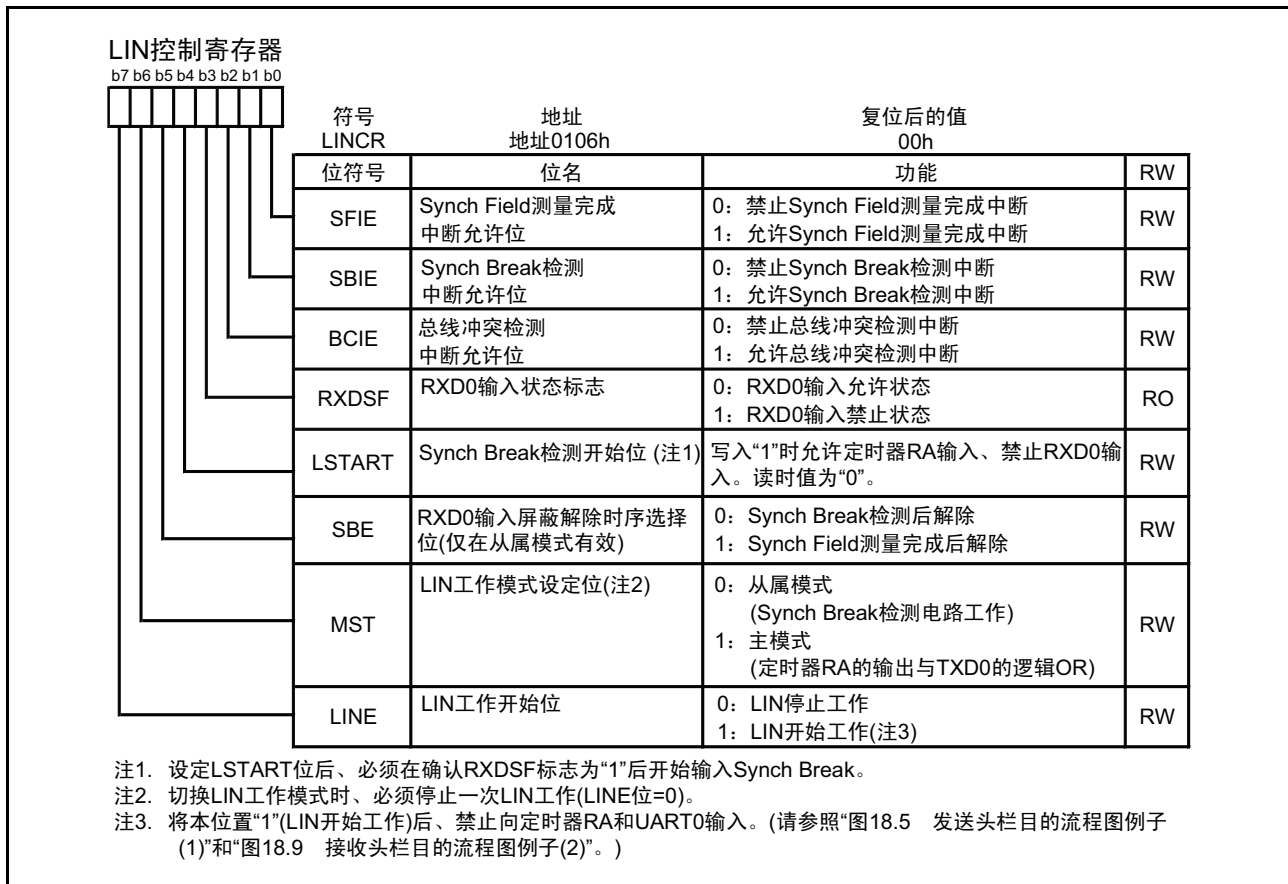 LIN控制寄存器
b7 b6 b5 b4 b3 b2 b1 b0
符号 地址 复位后的值
LINCR 地址0106h 00h
位符号 位名 功能 RW
SFIE Synch Field测量完成 0：禁止Synch Field测量完成中断 RW
中断允许位 1：允许Synch Field测量完成中断
SBIE Synch Break检测 0：禁止Synch Break检测中断 RW
中断允许位 1：允许Synch Break检测中断
BCIE 总线冲突检测 0：禁止总线冲突检测中断 RW
中断允许位 1：允许总线冲突检测中断
RXDSF RXD0输入状态标志 0：RXD0输入允许状态 RO
1：RXD0输入禁止状态
LSTART Synch Break检测开始位 (注1) 写入“1”时允许定时器RA输入、禁止RXD0输 RW
入。读时值为“0”。
SBE RXD0输入屏蔽解除时序选择 0：Synch Break检测后解除 RW
位(仅在从属模式有效) 1：Synch Field测量完成后解除
MST LIN工作模式设定位(注2) 0：从属模式 RW
(Synch Break检测电路工作)
1：主模式
(定时器RA的输出与TXD0的逻辑OR)
LINE LIN工作开始位 0：LIN停止工作 RW
1：LIN开始工作(注3)
注1. 设定LSTART位后、必须在确认RXDSF标志为“1”后开始输入Synch Break。
注2. 切换LIN工作模式时、必须停止一次LIN工作(LINE位=0)。
注3. 将本位置“1”(LIN开始工作)后、禁止向定时器RA和UART0输入。(请参照“图18.5 发送头栏目的流程图例子
(1)”和“图18.9 接收头栏目的流程图例子(2)”。)